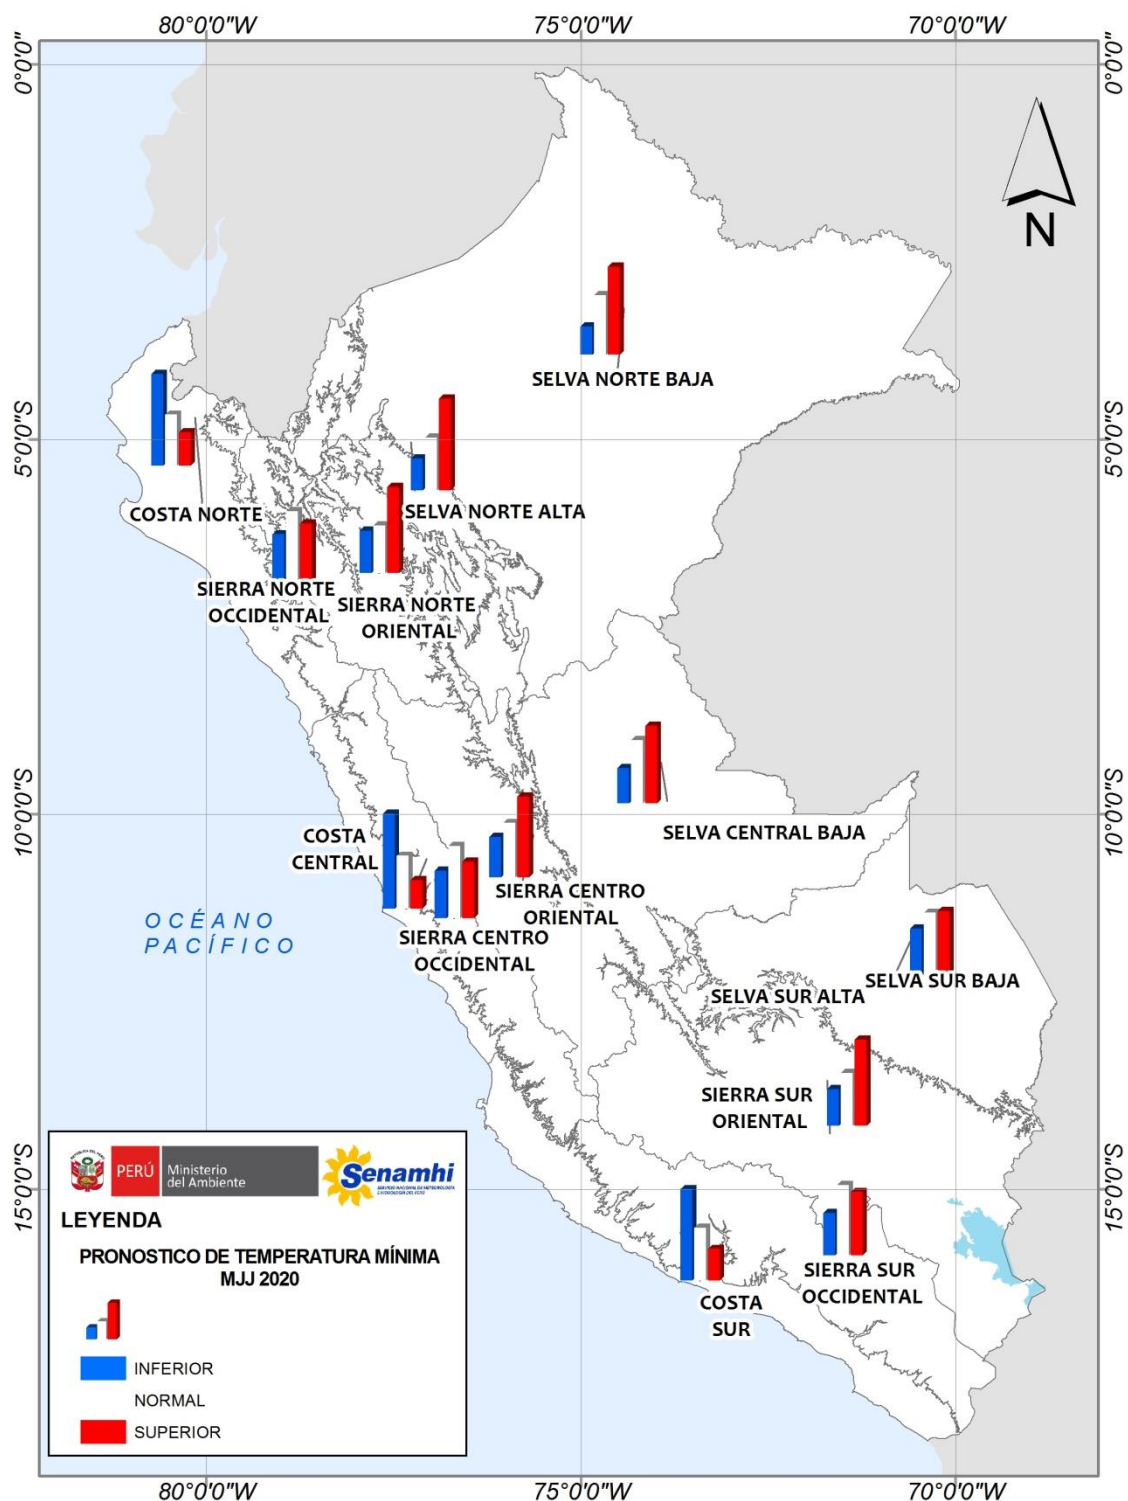 80°0'0"W
75°0'0"W
70°0'0"W
0°0'0"
0°0'0"
N
SELVA NORTE BAJA
5°0'0"S
5°0'0"S
COSTA NORTE
SELVA NORTE ALTA
SIERRA NORTE
OCCIDENTAL
SIERRA NORTE
ORIENTAL
10°0'0"S
10°0'0"S
COSTA
CENTRAL
SELVA CENTRAL BAJA
SIERRA CENTRO
ORIENTAL
OCÉANO
PACÍFICO
SIERRA CENTRO
OCCIDENTAL
SELVA SUR BAJA
SELVA SUR ALTA
SIERRA SUR
ORIENTAL
15°0'0"S
15°0'0"S
SIERRA SUR
OCCIDENTAL
COSTA
SUR
PERÚ
Ministerio
del Ambiente
Senamhi
LEYENDA
PRONOSTICO DE TEMPERATURA MÍNIMA
MJJ 2020
INFERIOR
NORMAL
SUPERIOR
80°0'0"W
75°0'0"W
70°0'0"W